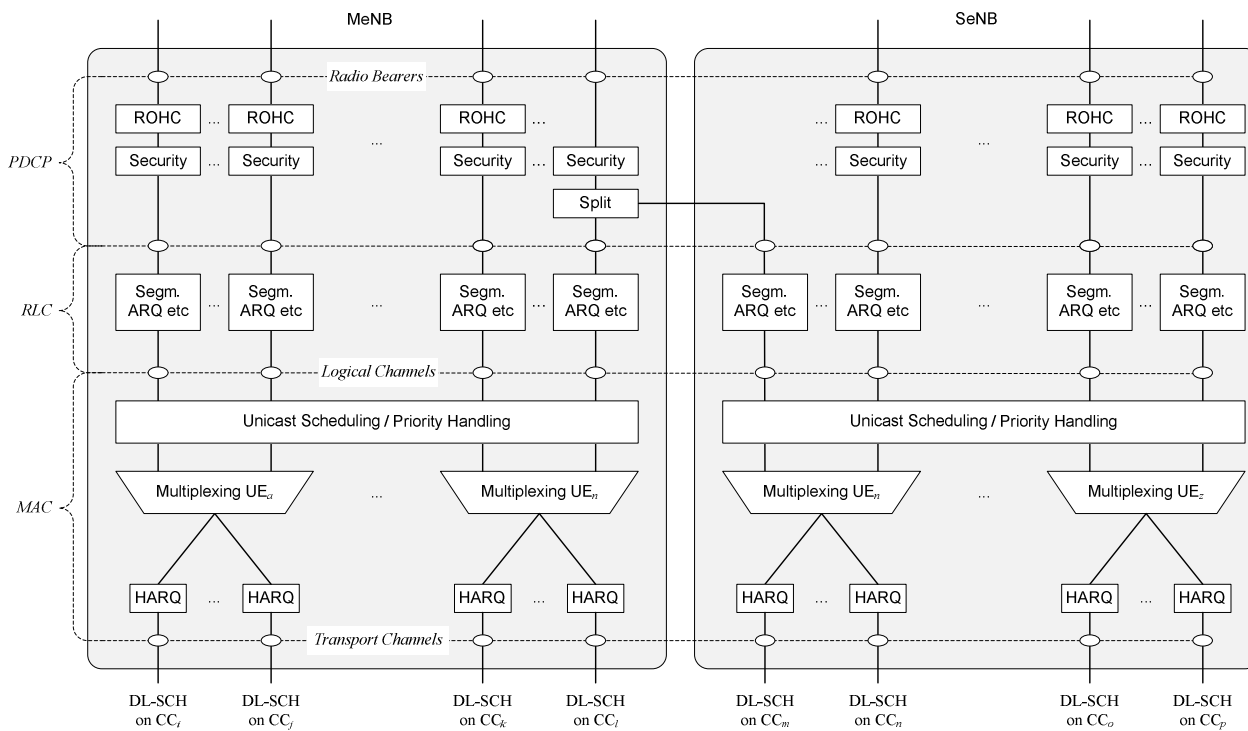 MeNB SeNB
Radio Bearers
ROHC ... ROHC ROHC ... ... ROHC ROHC ... ROHC
... ...
PDCP Security ... Security Security ... Security ... Security Security ... Security
Split
RLC Segm. ARQ etc ... Segm. ARQ etc ... Segm. ARQ etc ... Segm. ARQ etc Segm. ARQ etc ... Segm. ARQ etc ... Segm. ARQ etc ... Segm. ARQ etc
Logical Channels
Unicast Scheduling / Priority Handling Unicast Scheduling / Priority Handling
Multiplexing UEa ... Multiplexing UEn Multiplexing UEn ... Multiplexing UEz
MAC
HARQ ... HARQ HARQ ... HARQ HARQ ... HARQ HARQ ... HARQ
Transport Channels
DL-SCH DL-SCH DL-SCH DL-SCH DL-SCH DL-SCH DL-SCH DL-SCH
on CCi on CCj on CCk on CCl on CCm on CCn on CCo on CCp